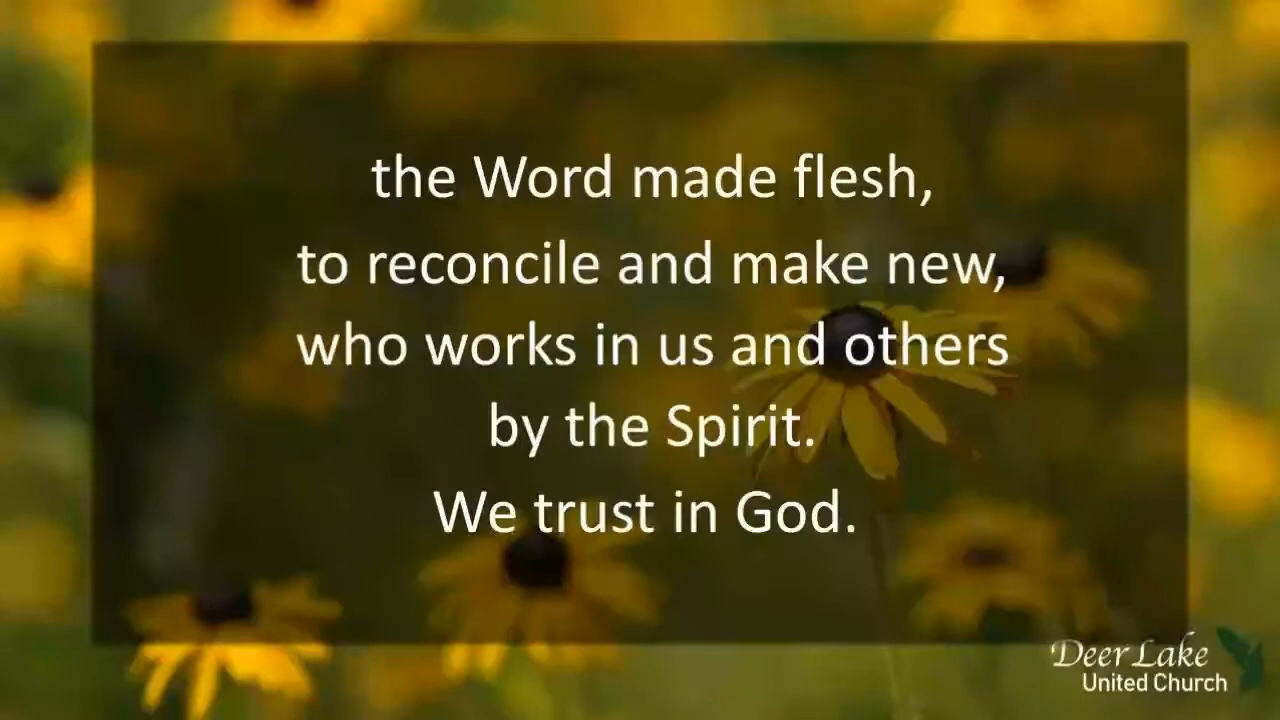 the Word made flesh,
to reconcile and make new,
who works in us and others
by the Spirit.
We trust in God.
Deer Lake
United Church